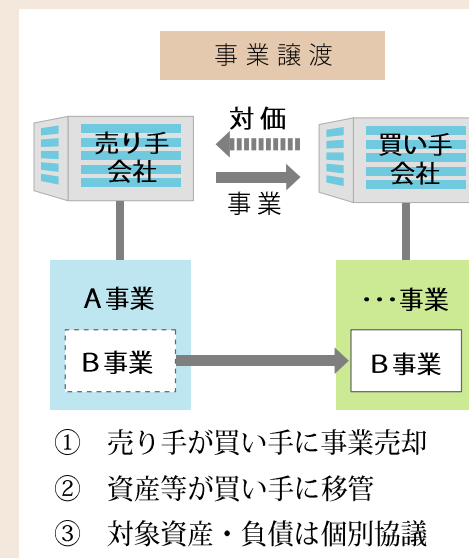 事業譲渡
対価
売り手
会社
買い手
会社
事業
A事業
B事業
…事業
B事業
① 売り手が買い手に事業売却
② 資産等が買い手に移管
③ 対象資産・負債は個別協議